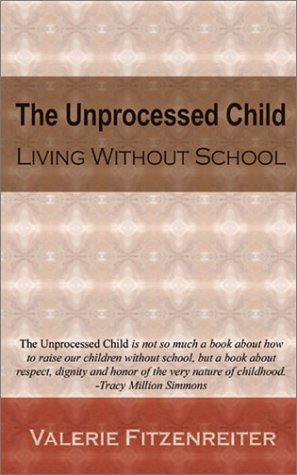 The Unprocessed Child
Living Without School
The Unprocessed Child is not so much a book about how
to raise our children without school, but a book about
respect, dignity and honor of the very nature of childhood.
-Tracy Million Simmons
Valerie Fitzenreiter